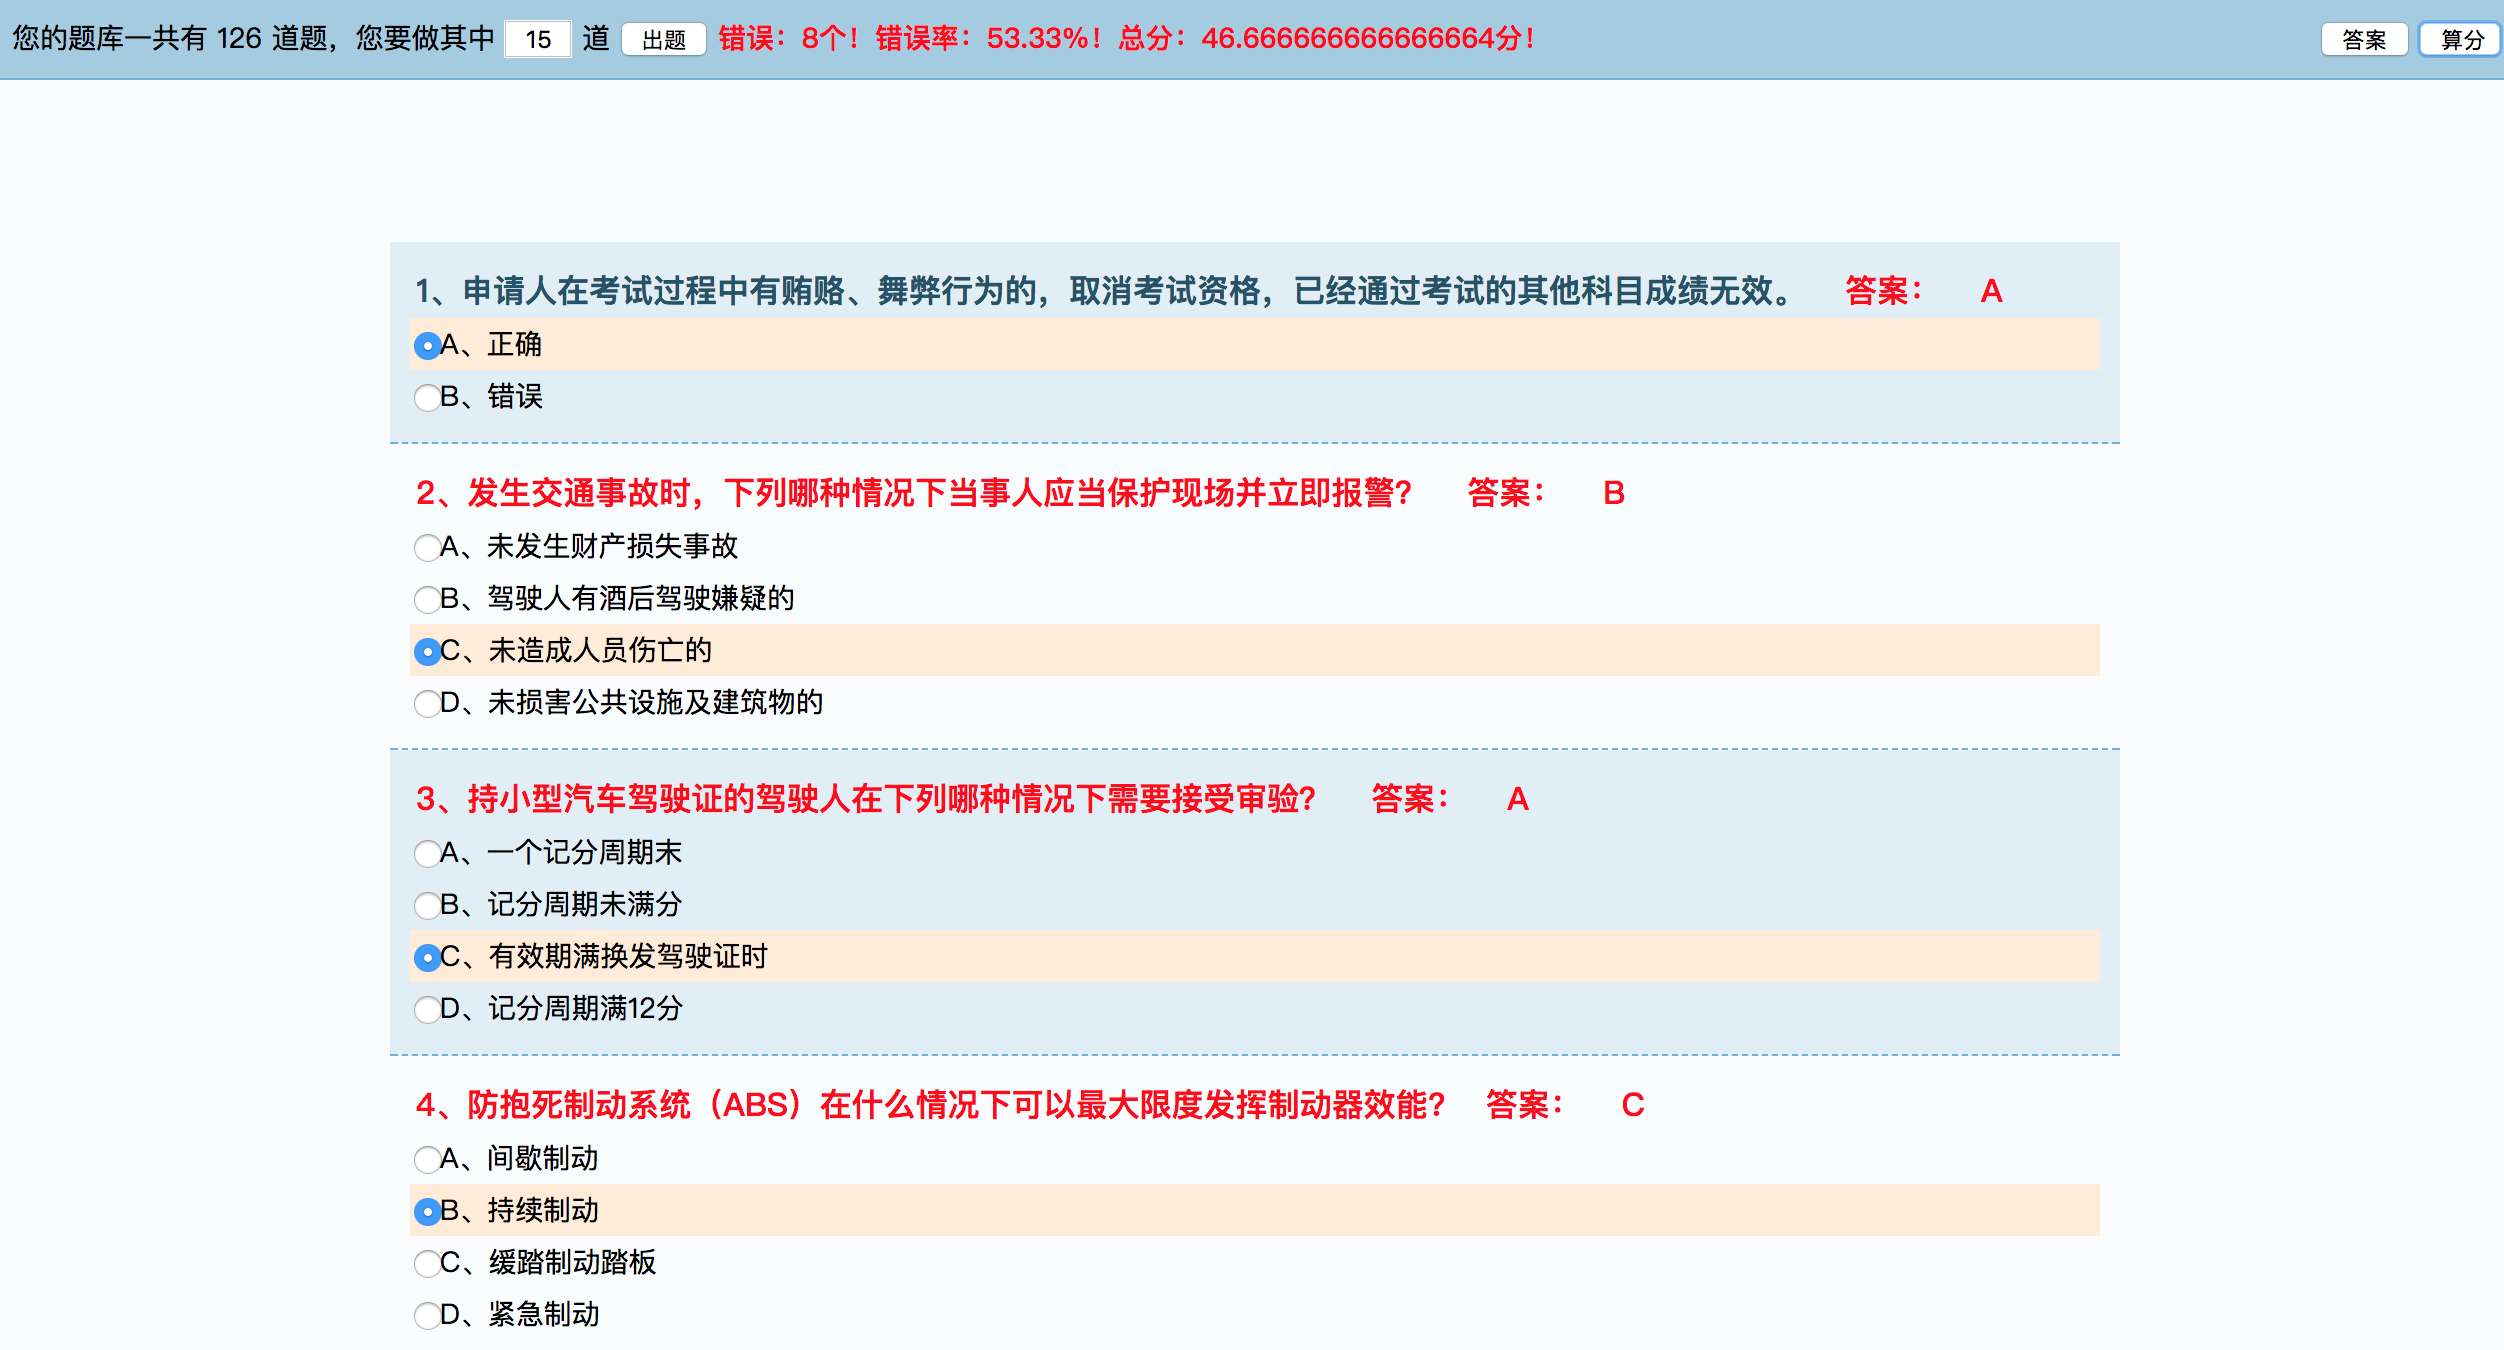 您的题库一共有 126 道题，您要做其中 15 道 出题 错误：8个！错误率：53.33%！总分：46.666666666666664分！ 答案 算分
1、申请人在考试过程中有贿赂、舞弊行为的，取消考试资格，已经通过考试的其他科目成绩无效。 答案： A
A、正确
B、错误
2、发生交通事故时，下列哪种情况下当事人应当保护现场并立即报警？ 答案： B
A、未发生财产损失事故
B、驾驶人有酒后驾驶嫌疑的
C、未造成人员伤亡的
D、未损害公共设施及建筑物的
3、持小型汽车驾驶证的驾驶人在下列哪种情况下需要接受审验？ 答案： A
A、一个记分周期末
B、记分周期未满分
C、有效期满换发驾驶证时
D、记分周期满12分
4、防抱死制动系统（ABS）在什么情况下可以最大限度发挥制动器效能？ 答案： C
A、间歇制动
B、持续制动
C、缓踏制动踏板
D、紧急制动